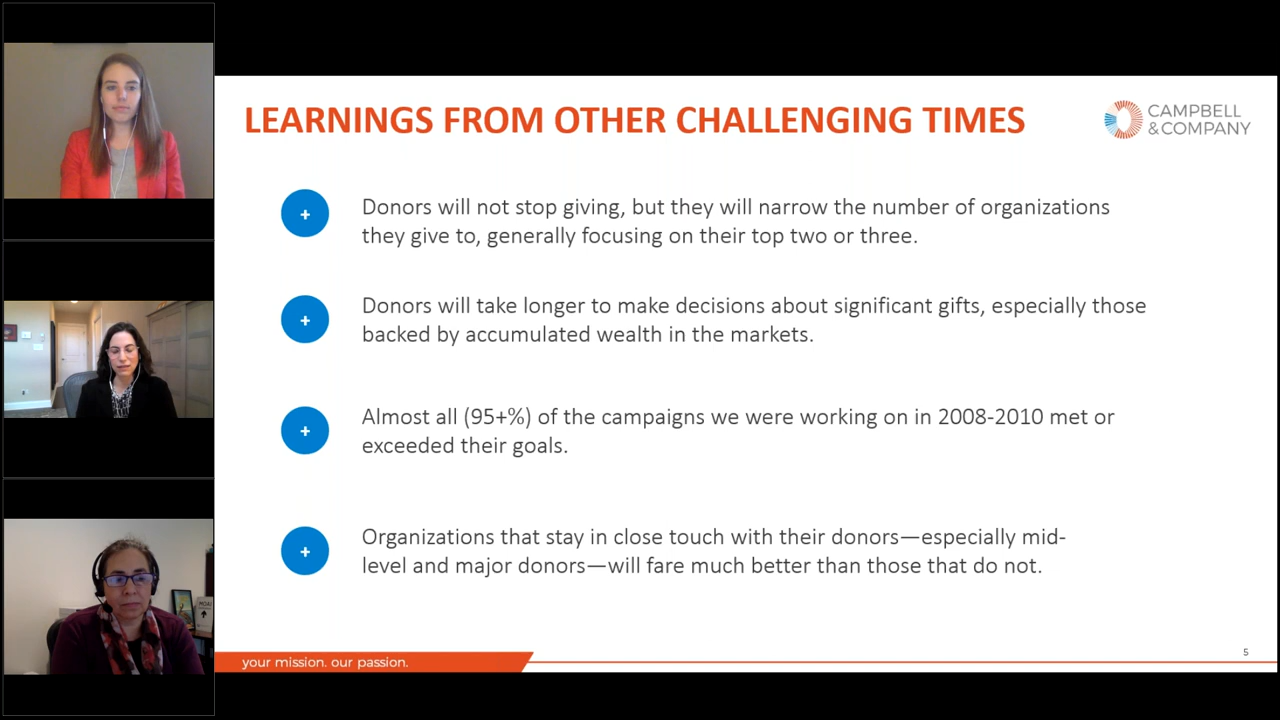 LEARNINGS FROM OTHER CHALLENGING TIMES
CAMPBELL
& COMPANY
+
Donors will not stop giving, but they will narrow the number of organizations
they give to, generally focusing on their top two or three.
+
Donors will take longer to make decisions about significant gifts, especially those
backed by accumulated wealth in the markets.
+
Almost all (95+%) of the campaigns we were working on in 2008-2010 met or
exceeded their goals.
+
Organizations that stay in close touch with their donors—especially mid-
level and major donors—will fare much better than those that do not.
your mission. our passion.
5